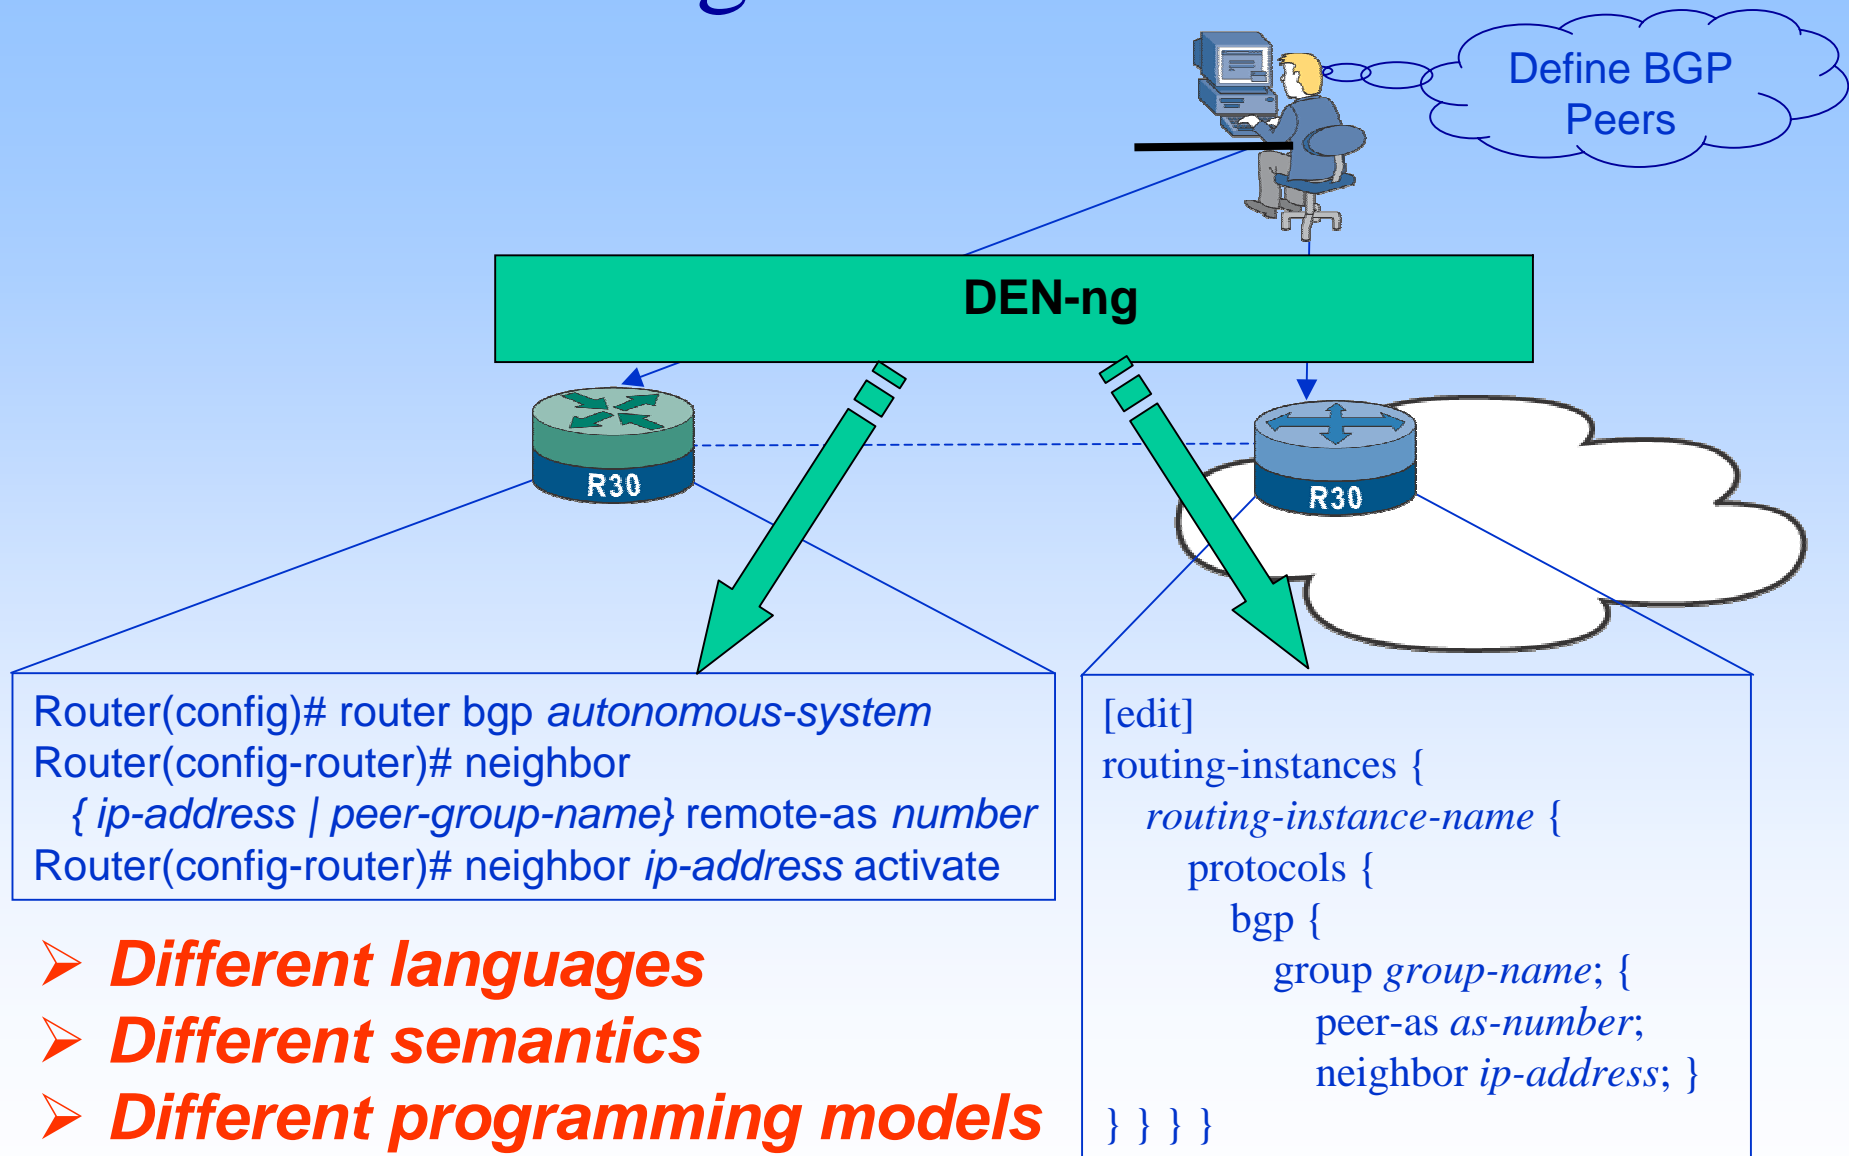 Define BGP
Peers
DEN-ng
R30
R30
Router(config)# router bgp autonomous-system
Router(config-router)# neighbor
{ ip-address | peer-group-name} remote-as number
Router(config-router)# neighbor ip-address activate
[edit]
routing-instances {
routing-instance-name {
protocols {
bgp {
group group-name; {
peer-as as-number;
neighbor ip-address; }
} } } }
➢ Different languages
➢ Different semantics
➢ Different programming models